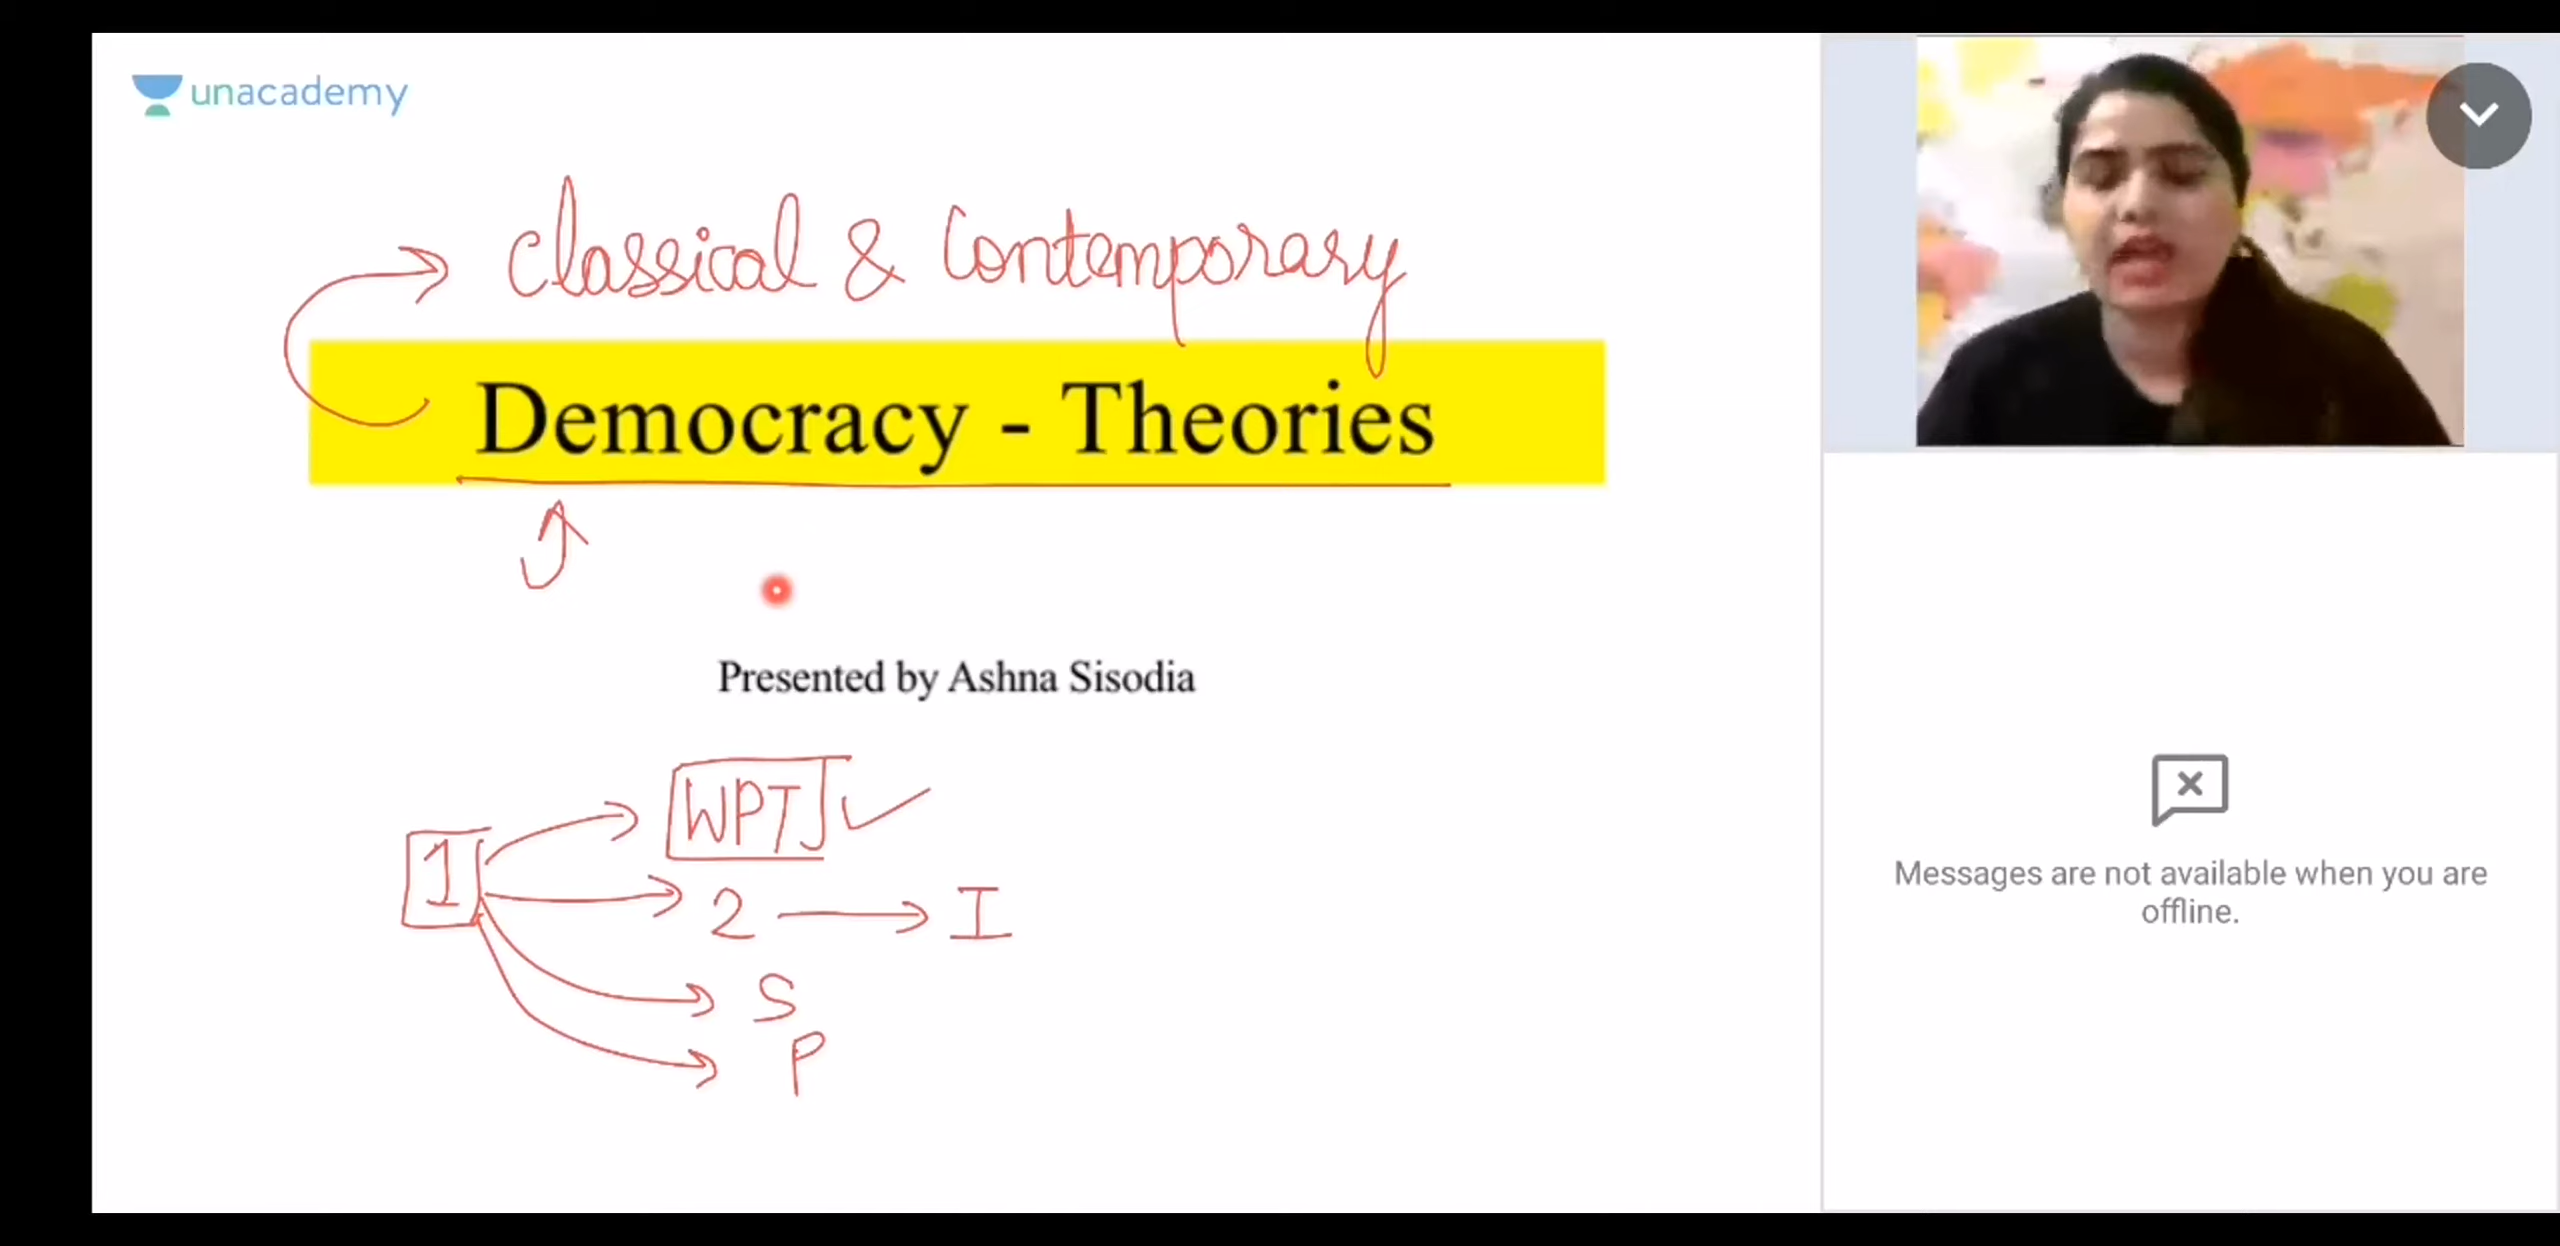 unacademy
Classical & Contemporary
Democracy - Theories
Presented by Ashna Sisodia
WPT ✓
1
2 → I
S
P
Messages are not available when you are
offline.